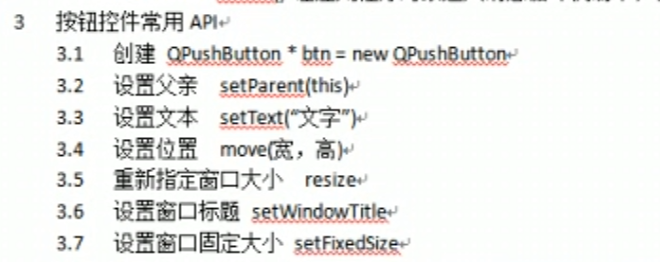 3 按钮控件常用 API
3.1 创建 QPushButton * btn = new QPushButton
3.2 设置父亲 setParent(this)
3.3 设置文本 setText(“文字”)
3.4 设置位置 move(宽，高)
3.5 重新指定窗口大小 resize
3.6 设置窗口标题 setWindowTitle
3.7 设置窗口固定大小 setFixedSize